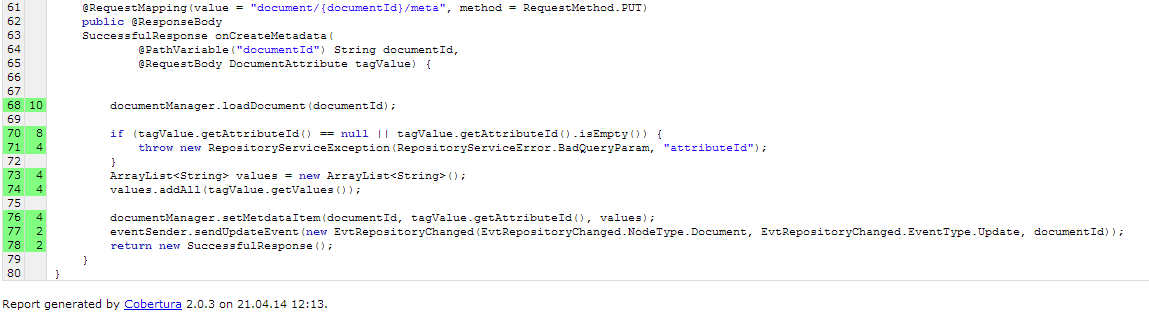 61 @RequestMapping(value = "document/{documentId}/meta", method = RequestMethod.PUT)
62 public @ResponseBody
63 SuccessfulResponse onCreateMetadata(
64 @PathVariable("documentId") String documentId,
65 @RequestBody DocumentAttribute tagValue) {
66
67
68 10 documentManager.loadDocument(documentId);
69
70 8 if (tagValue.getAttributeId() == null || tagValue.getAttributeId().isEmpty()) {
71 4 throw new RepositoryServiceException(RepositoryServiceError.BadQueryParam, "attributeId");
72 }
73 4 ArrayList<String> values = new ArrayList<String>();
74 4 values.addAll(tagValue.getValues());
75
76 4 documentManager.setMetdataItem(documentId, tagValue.getAttributeId(), values);
77 2 eventSender.sendUpdateEvent(new EvtRepositoryChanged(EvtRepositoryChanged.NodeType.Document, EvtRepositoryChanged.EventType.Update, documentId));
78 2 return new SuccessfulResponse();
79 }
80 }
Report generated by Cobertura 2.0.3 on 21.04.14 12:13.